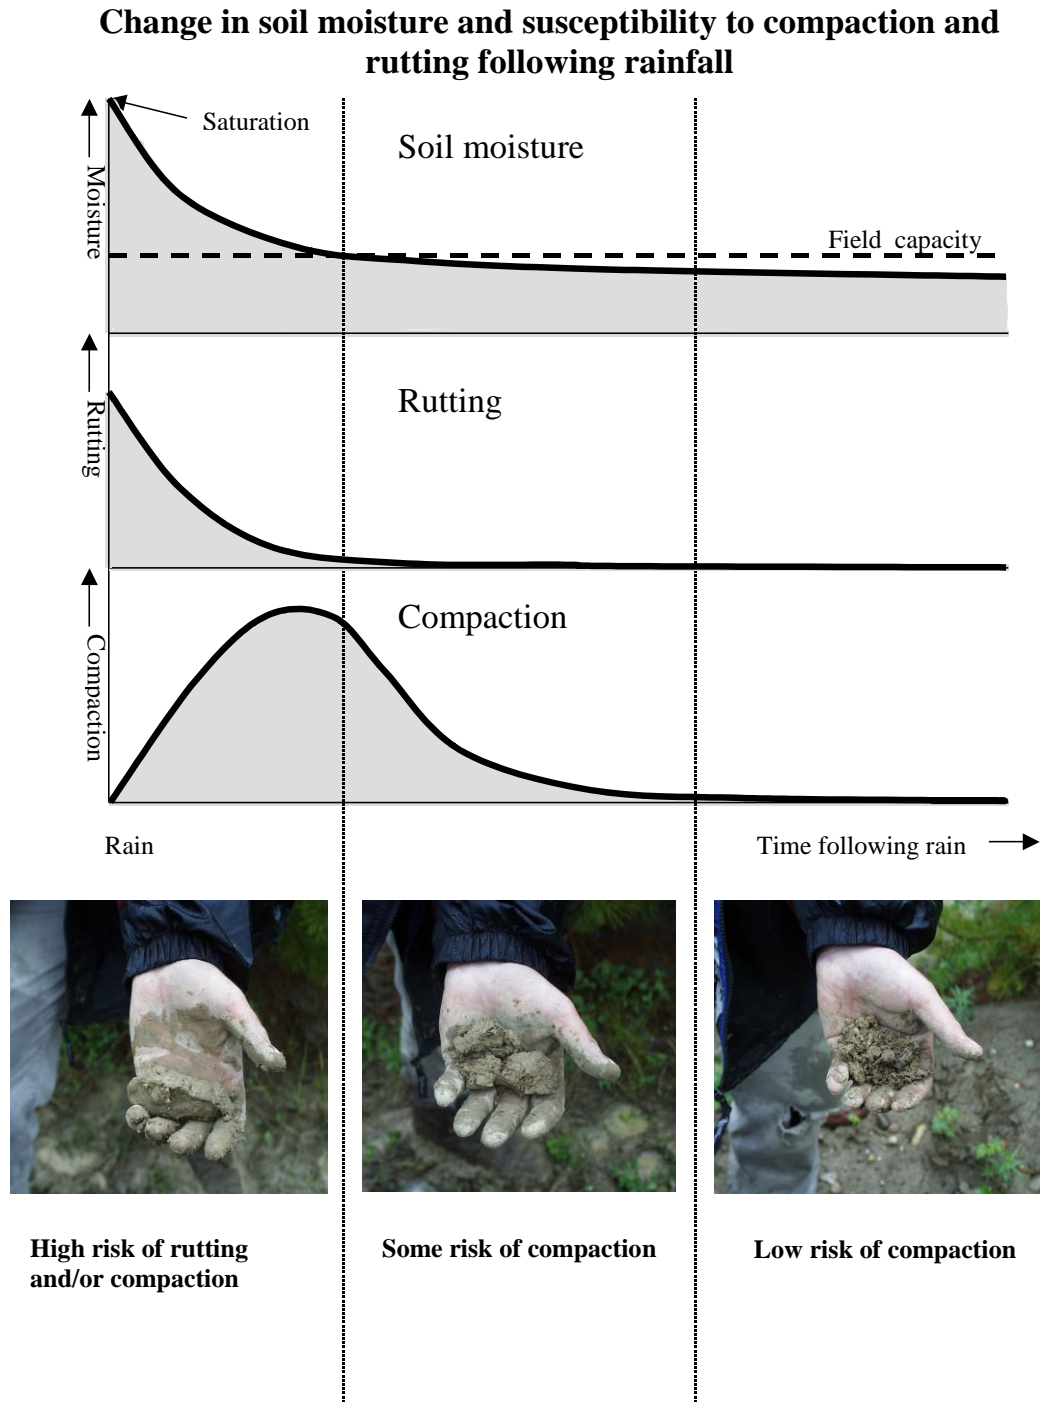 Change in soil moisture and susceptibility to compaction and
rutting following rainfall
Saturation
Soil moisture
Moisture
Field capacity
Rutting
Rutting
Compaction
Compaction
Rain
Time following rain
High risk of rutting
and/or compaction
Some risk of compaction
Low risk of compaction